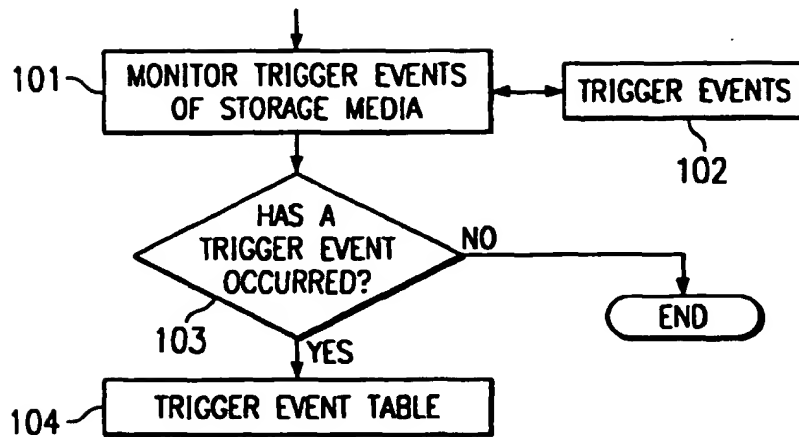 101
MONITOR TRIGGER EVENTS
OF STORAGE MEDIA
TRIGGER EVENTS
102
HAS A
TRIGGER EVENT
OCCURRED?
NO
103
YES
END
104
TRIGGER EVENT TABLE